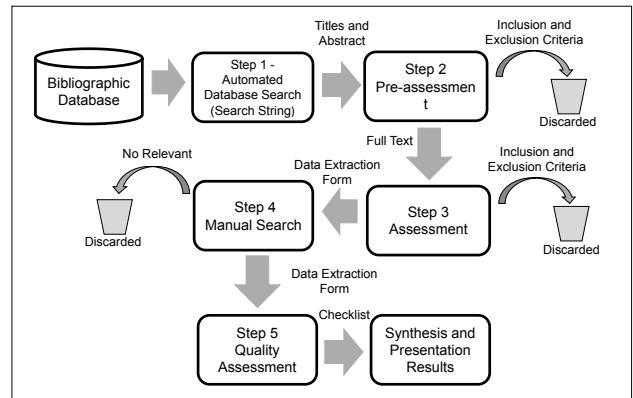 Bibliographic
Database
Step 1 -
Automated
Database Search
(Search String)
Titles and
Abstract
Step 2
Pre-assessmen
t
Inclusion and
Exclusion Criteria
Discarded
Full Text
Step 3
Assessment
Inclusion and
Exclusion Criteria
Discarded
Data Extraction
Form
Step 4
Manual Search
No Relevant
Discarded
Data Extraction
Form
Step 5
Quality
Assessment
Checklist
Synthesis and
Presentation
Results